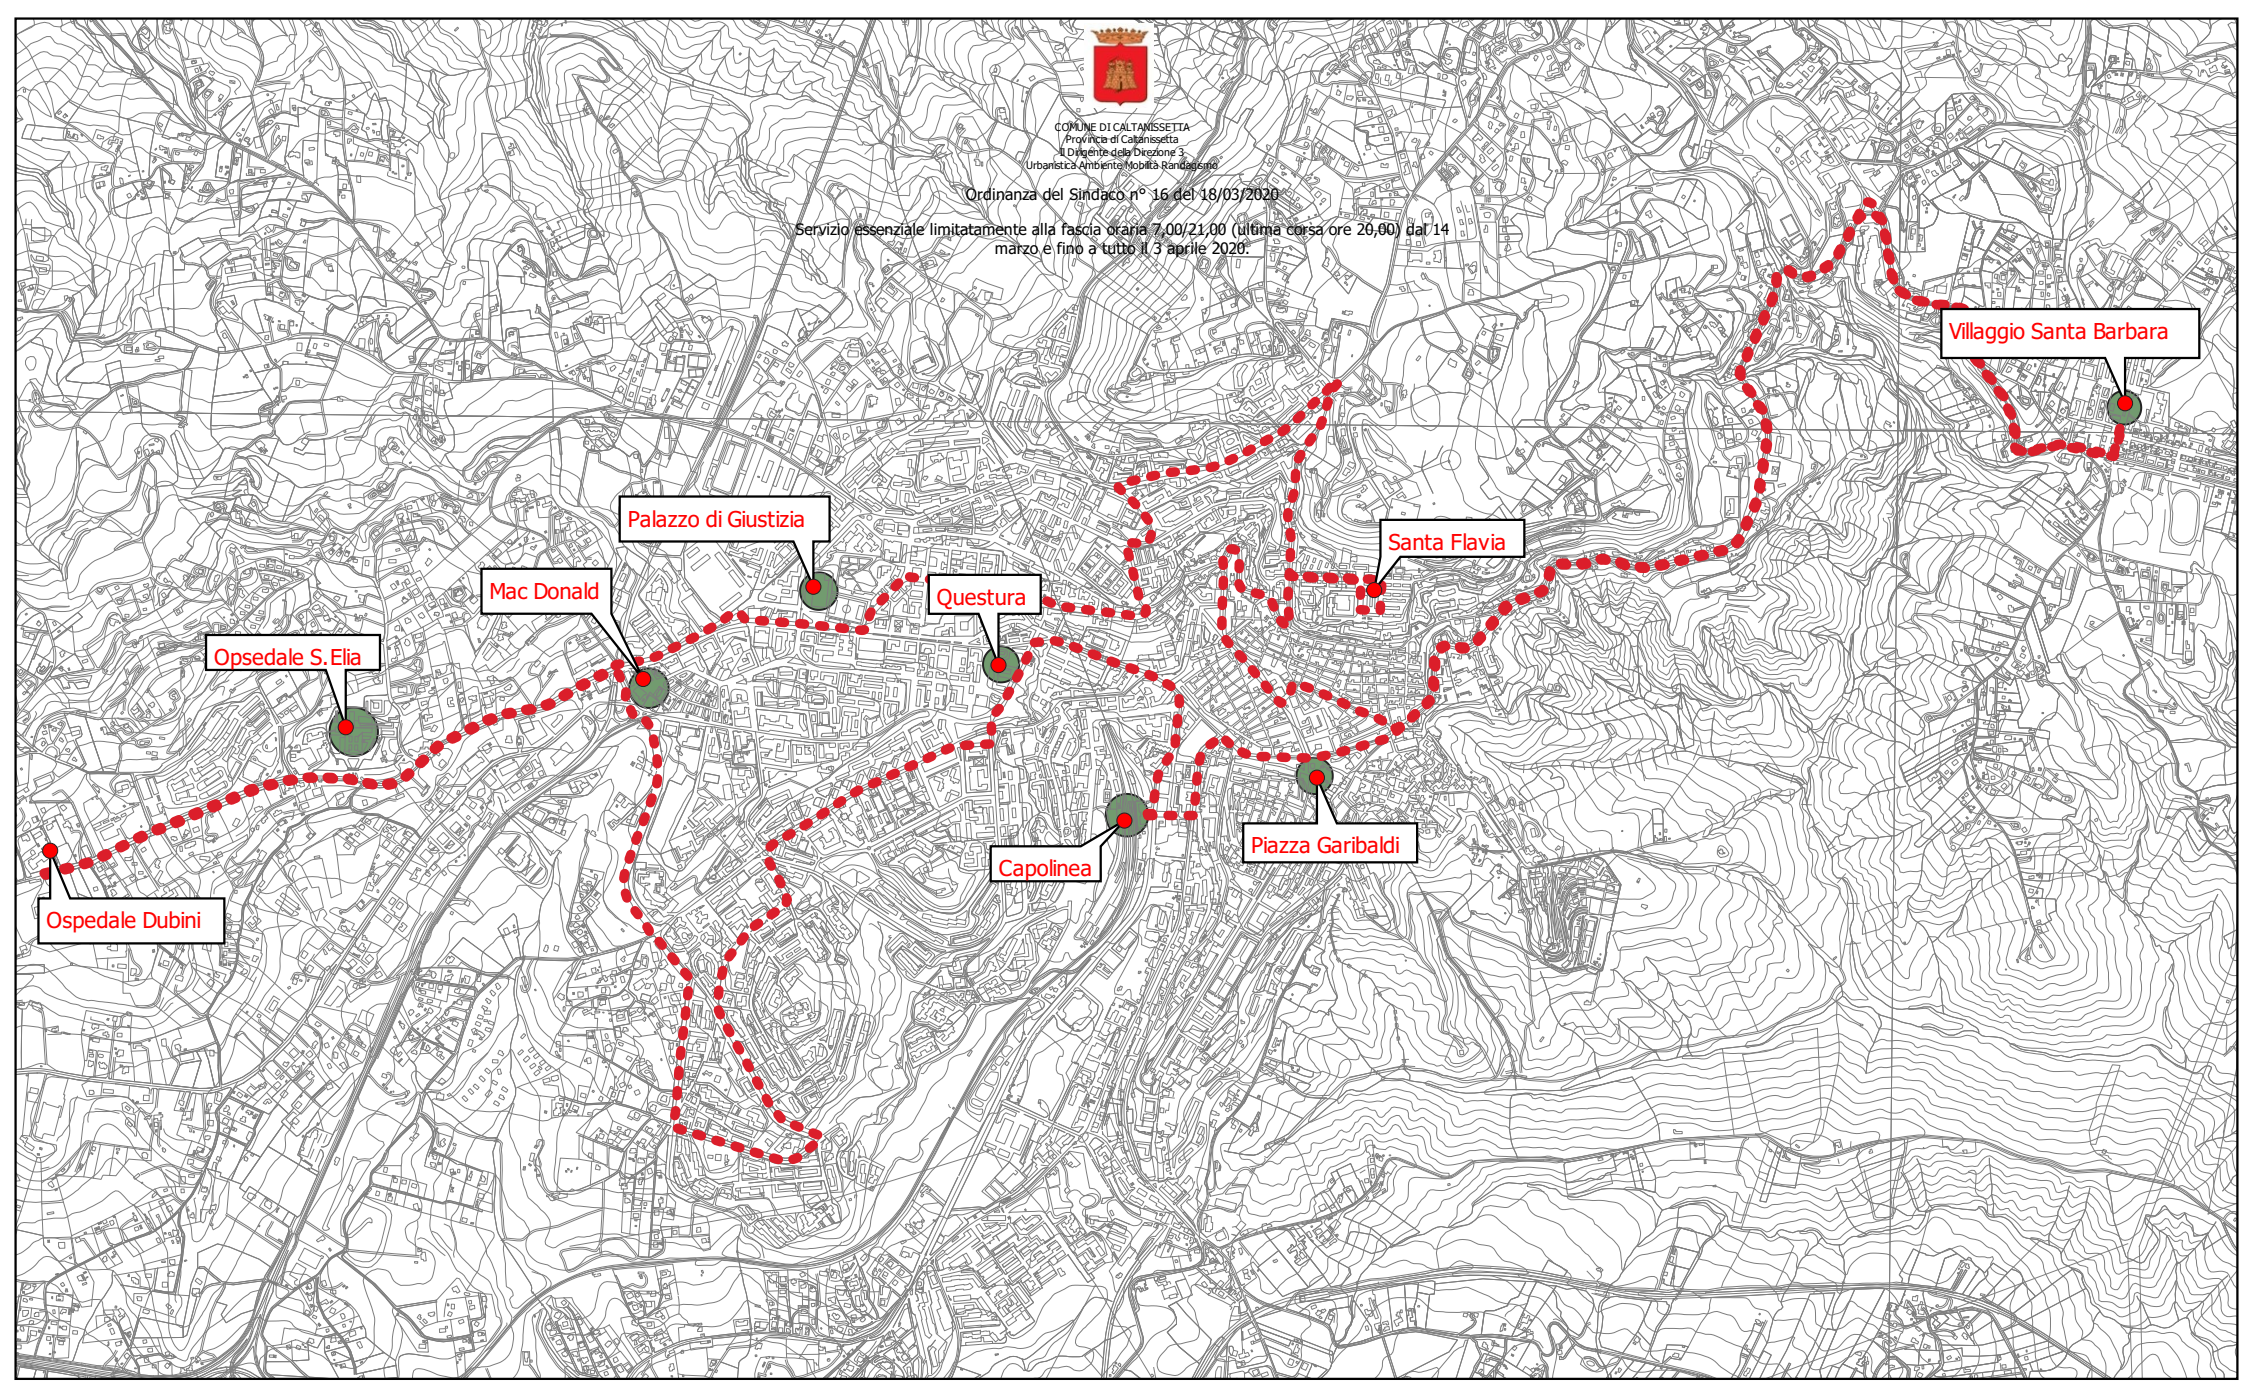 COMUNE DI CALTANISSETTA
Provincia di Caltanissetta
Il Dirigente della Direzione 3
Urbanistica Ambiente Mobilità Randagismo
Ordinanza del Sindaco n° 16 del 18/03/2020
Servizio essenziale limitatamente alla fascia oraria 7,00/21,00 (ultima corsa ore 20,00) dal 14
marzo e fino a tutto il 3 aprile 2020.
Villaggio Santa Barbara
Palazzo di Giustizia
Santa Flavia
Mac Donald
Questura
Opsedale S.Elia
Piazza Garibaldi
Capolinea
Ospedale Dubini